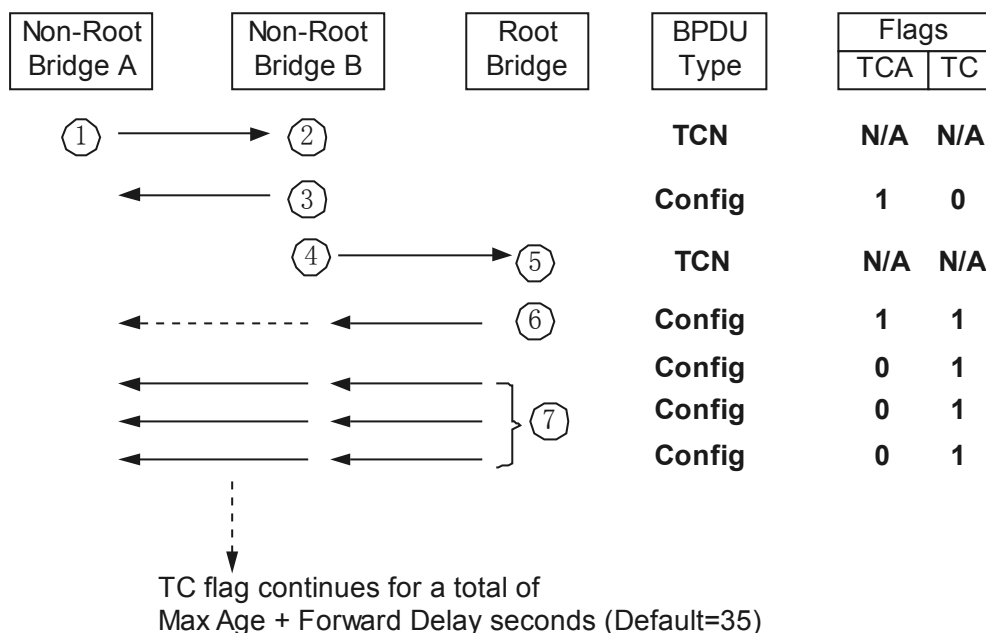 Non-Root Bridge A
Non-Root Bridge B
Root Bridge
BPDU Type
Flags
TCA TC
① ② TCN N/A N/A
③ Config 1 0
④ ⑤ TCN N/A N/A
⑥ Config 1 1
Config 0 1
⑦ Config 0 1
Config 0 1
TC flag continues for a total of
Max Age + Forward Delay seconds (Default=35)